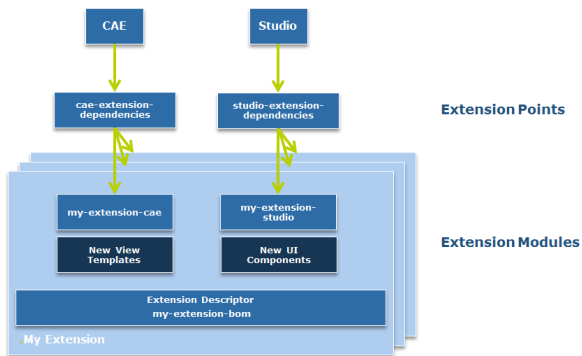 CAE
Studio
cae-extension-
dependencies
studio-extension-
dependencies
Extension Points
my-extension-cae
my-extension-
studio
New View
Templates
New UI
Components
Extension Modules
Extension Descriptor
my-extension-bom
My Extension